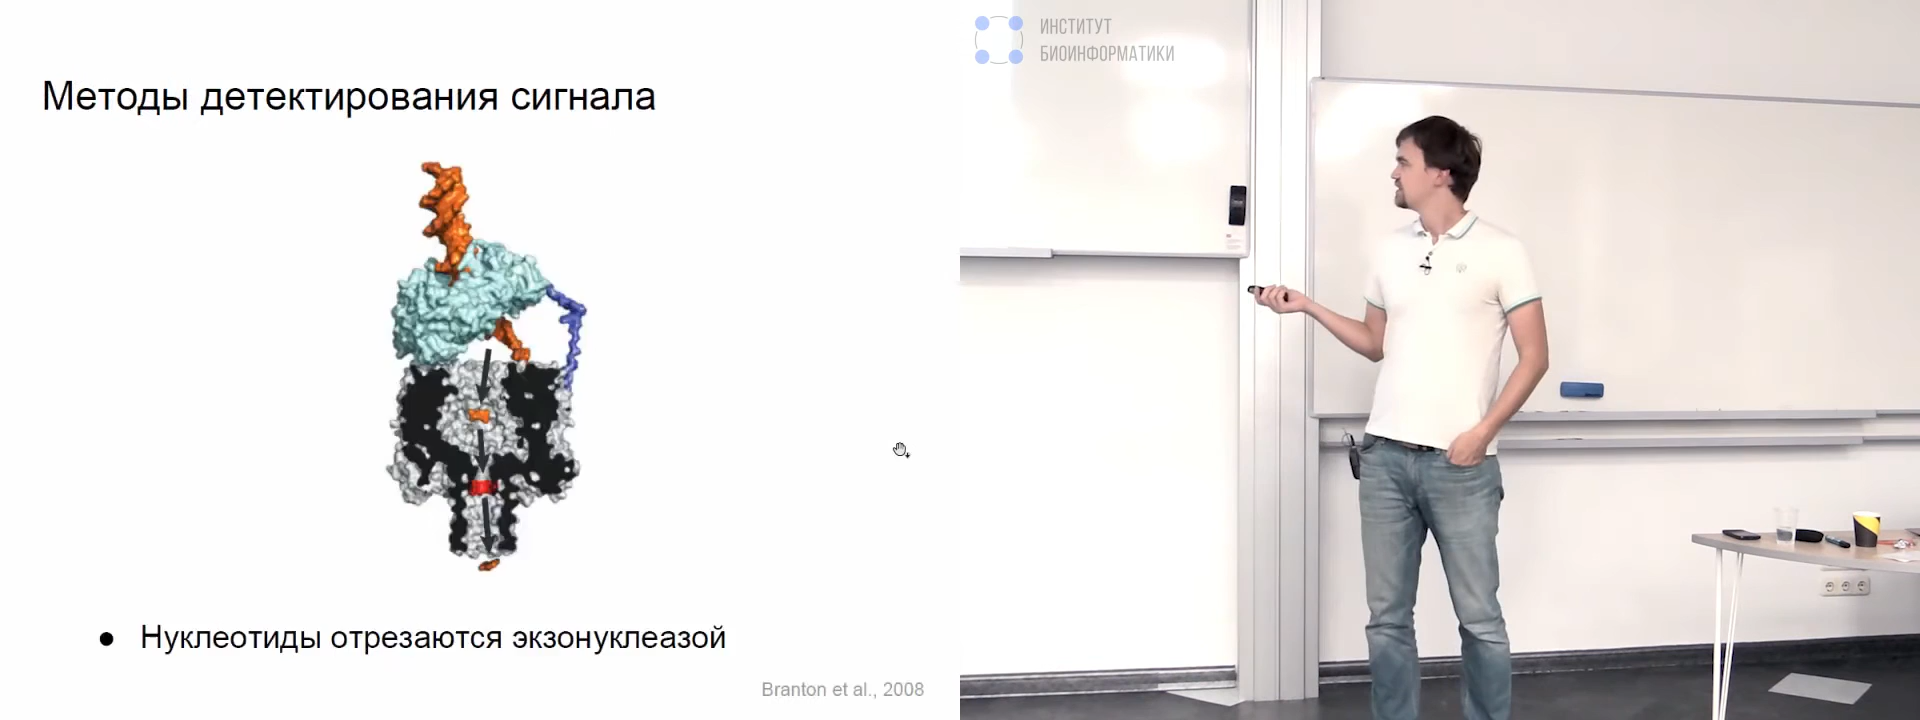 Методы детектирования сигнала
● Нуклеотиды отрезаются экзонуклеазой
Branton et al., 2008
ИНСТИТУТ
БИОИНФОРМАТИКИ